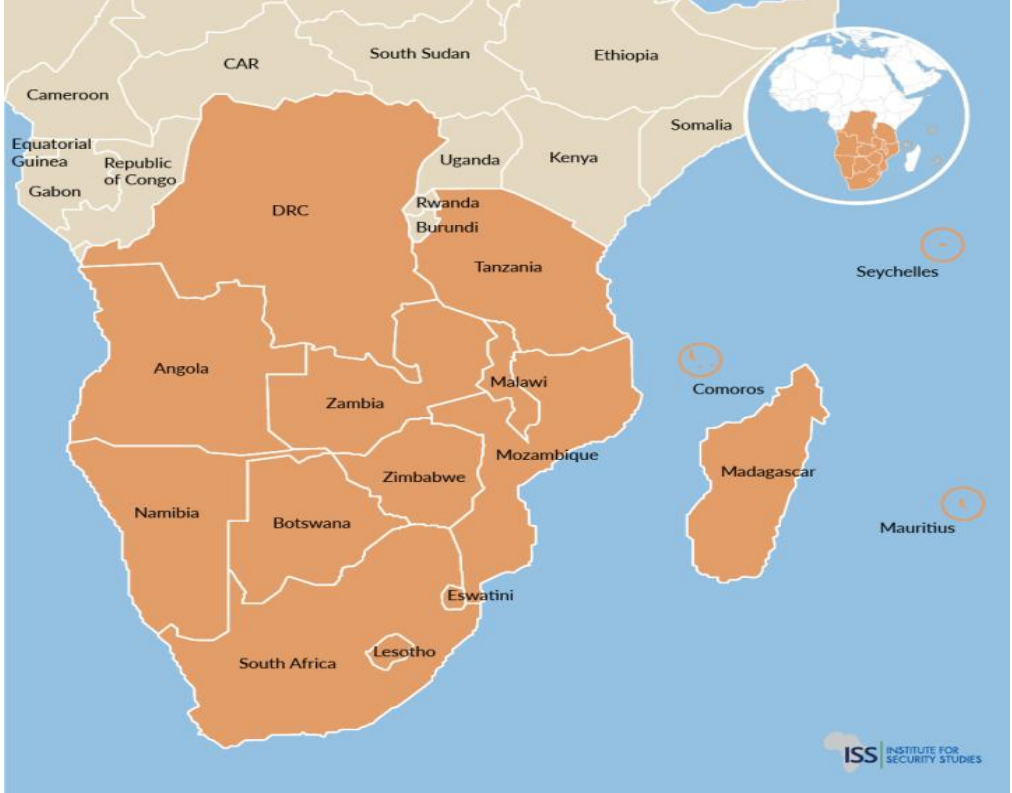 CAR
South Sudan
Ethiopia
Cameroon
Somalia
Equatorial
Guinea
Republic
of Congo
Uganda
Kenya
Gabon
Rwanda
DRC
Burundi
Tanzania
Seychelles
Angola
Malawi
Comoros
Zambia
Mozambique
Madagascar
Zimbabwe
Namibia
Botswana
Mauritius
Eswatini
Lesotho
South Africa
ISS
INSTITUTE FOR
SECURITY STUDIES